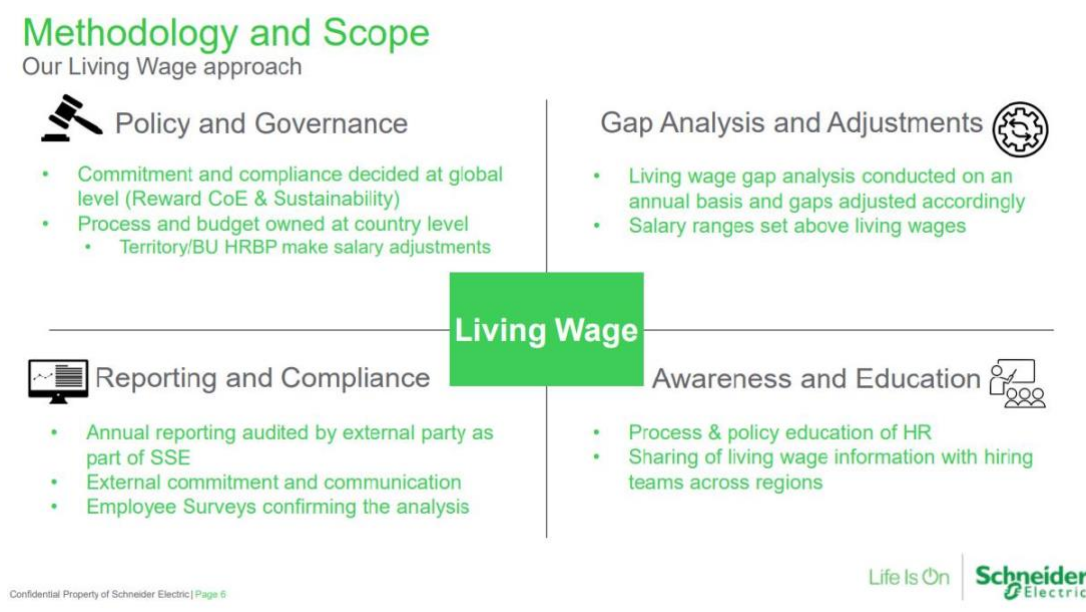 Methodology and Scope
Our Living Wage approach
Policy and Governance
• Commitment and compliance decided at global
level (Reward CoE & Sustainability)
• Process and budget owned at country level
• Territory/BU HRBP make salary adjustments
Gap Analysis and Adjustments
• Living wage gap analysis conducted on an
annual basis and gaps adjusted accordingly
• Salary ranges set above living wages
Living Wage
Reporting and Compliance
• Annual reporting audited by external party as
part of SSE
• External commitment and communication
• Employee Surveys confirming the analysis
Awareness and Education
• Process & policy education of HR
• Sharing of living wage information with hiring
teams across regions
Confidential Property of Schneider Electric | Page 6
Life Is On
Schneider
Electric